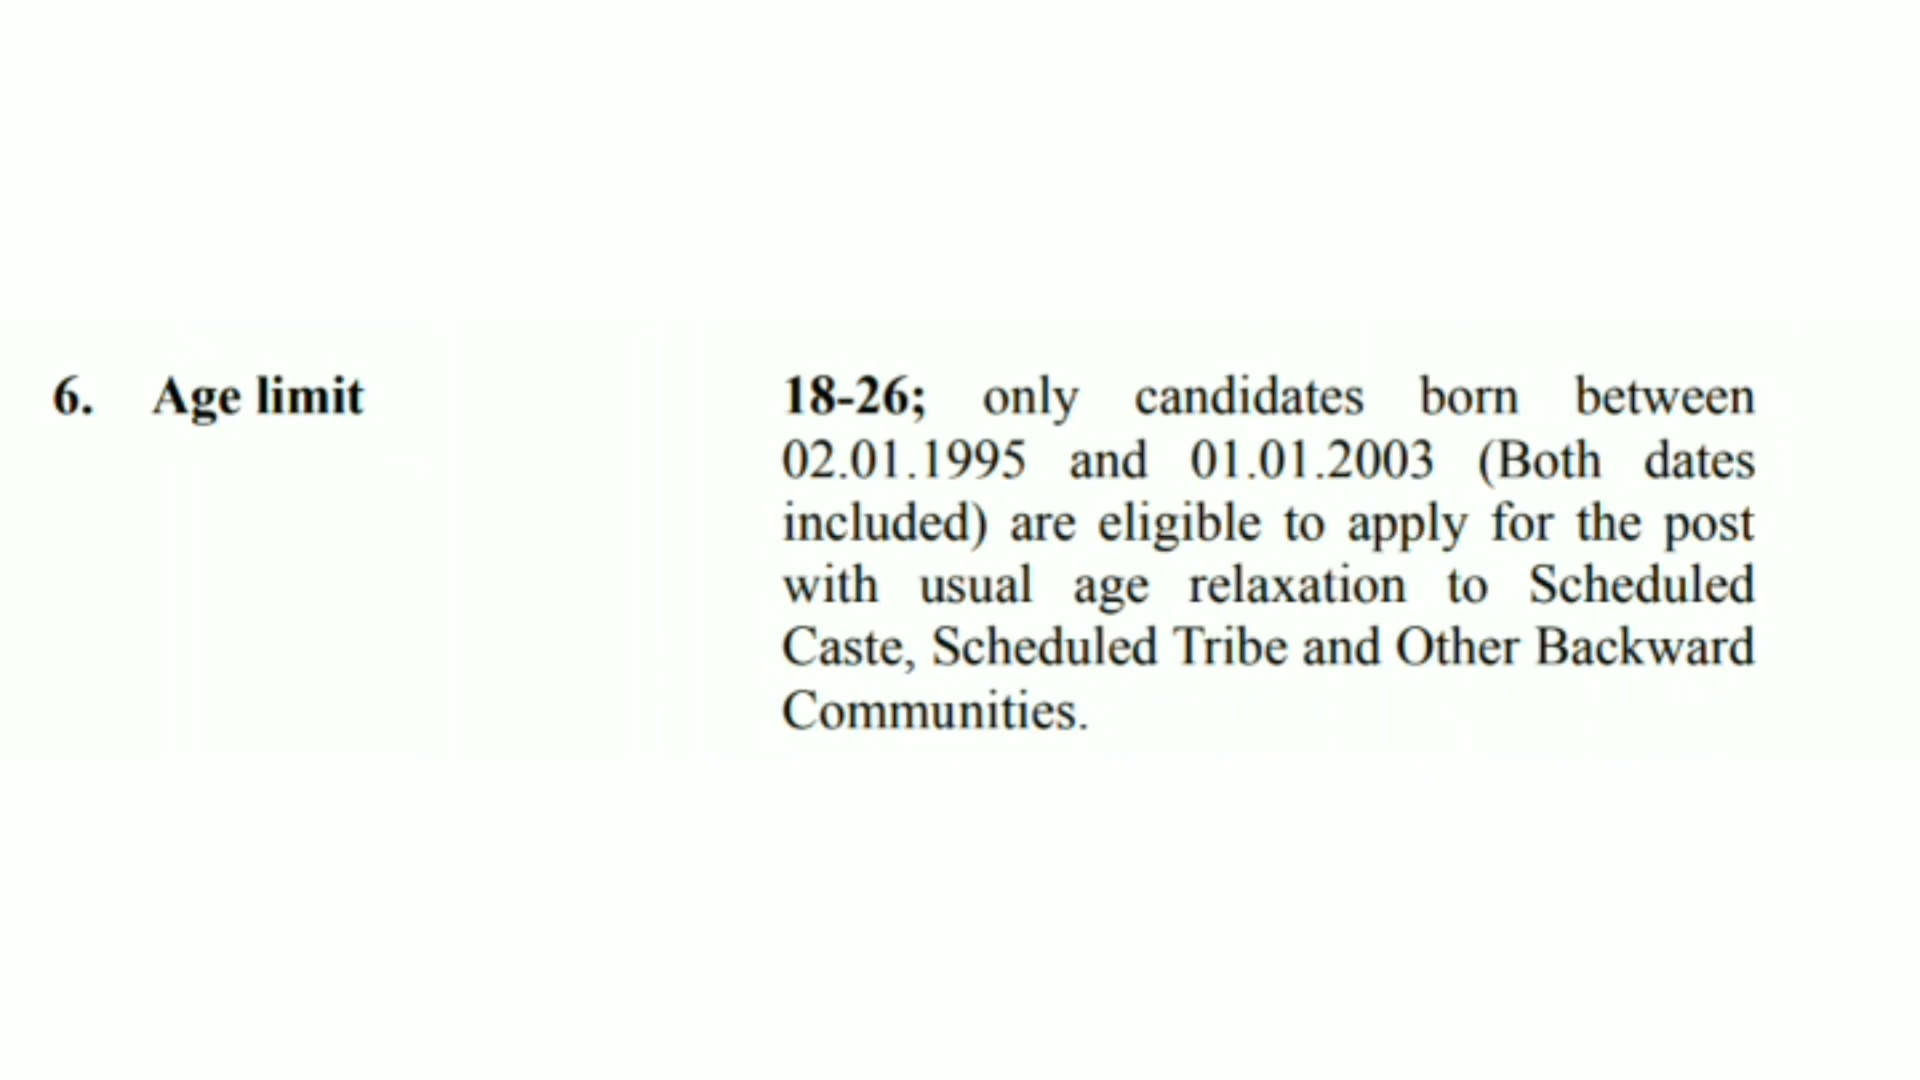 6. Age limit 18-26; only candidates born between
02.01.1995 and 01.01.2003 (Both dates
included) are eligible to apply for the post
with usual age relaxation to Scheduled
Caste, Scheduled Tribe and Other Backward
Communities.